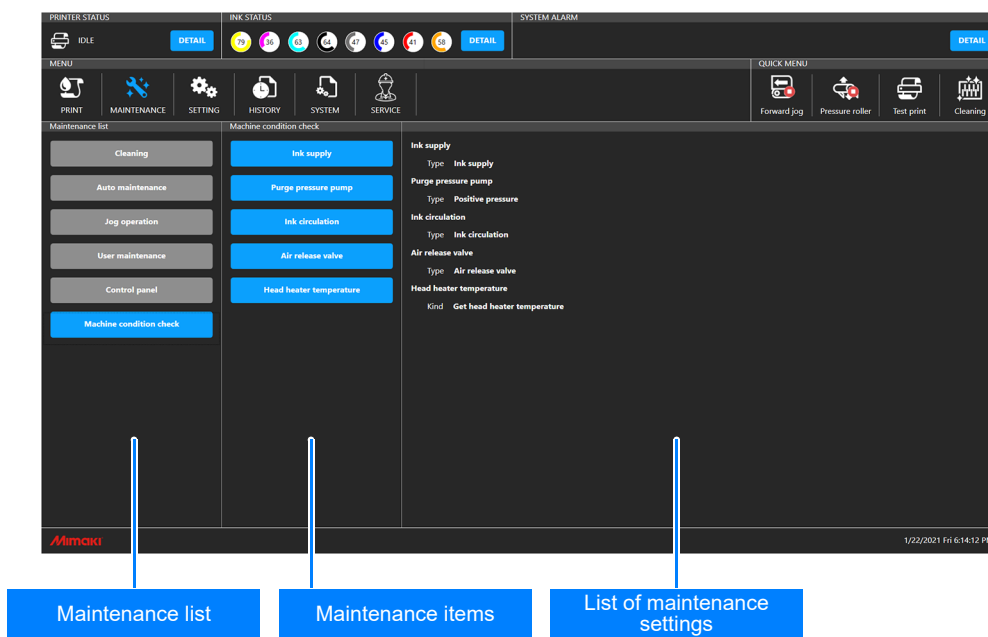 PRINTER STATUS
INK STATUS
SYSTEM ALARM
IDLE
DETAIL
79 36 63 64 47 45 41 58
DETAIL
DETAIL
MENU
QUICK MENU
PRINT
MAINTENANCE
SETTING
HISTORY
SYSTEM
SERVICE
Forward jog
Pressure roller
Test print
Cleaning
Maintenance list
Machine condition check
Cleaning
Auto maintenance
Jog operation
User maintenance
Control panel
Machine condition check
Ink supply
Purge pressure pump
Ink circulation
Air release valve
Head heater temperature
Ink supply
Type Ink supply
Purge pressure pump
Type Positive pressure
Ink circulation
Type Ink circulation
Air release valve
Type Air release valve
Head heater temperature
Kind Get head heater temperature
Mimaki
1/22/2021 Fri 6:14:12 PM
Maintenance list
Maintenance items
List of maintenance
settings